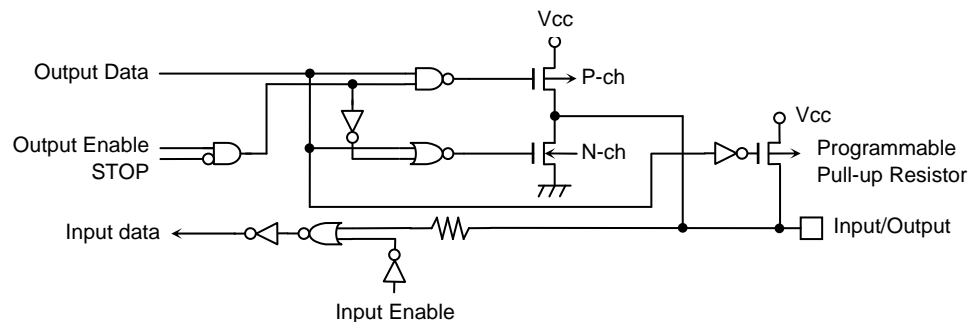 Vcc
Output Data
P-ch
Vcc
Output Enable
STOP
N-ch
Programmable
Pull-up Resistor
Input data
Input/Output
Input Enable